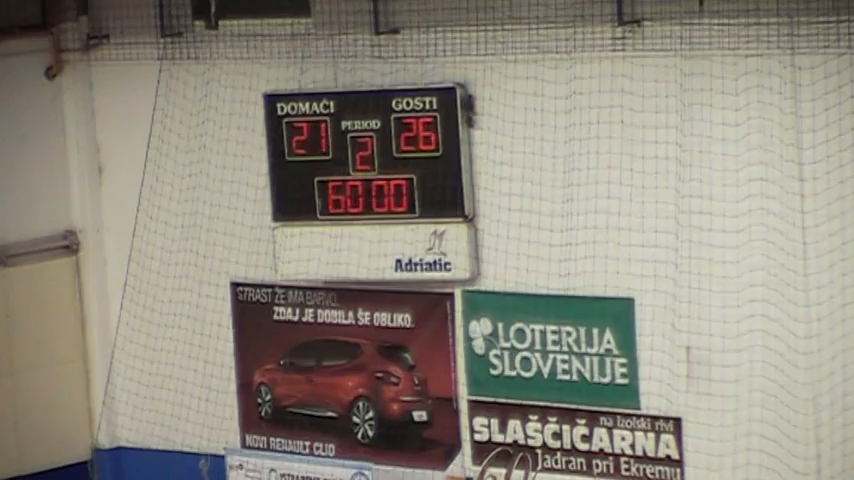 DOMAČI GOSTI
PERIOD
21 2 26
60:00
Adriatic
STRAST ŽE IMA BARVO.
ZDAJ JE DOBILA ŠE OBLIKO.
NOVI RENAULT CLIO
LOTERIJA
SLOVENIJE
na Izolski rivi
SLAŠČIČARNA
Jadran pri Ekremu